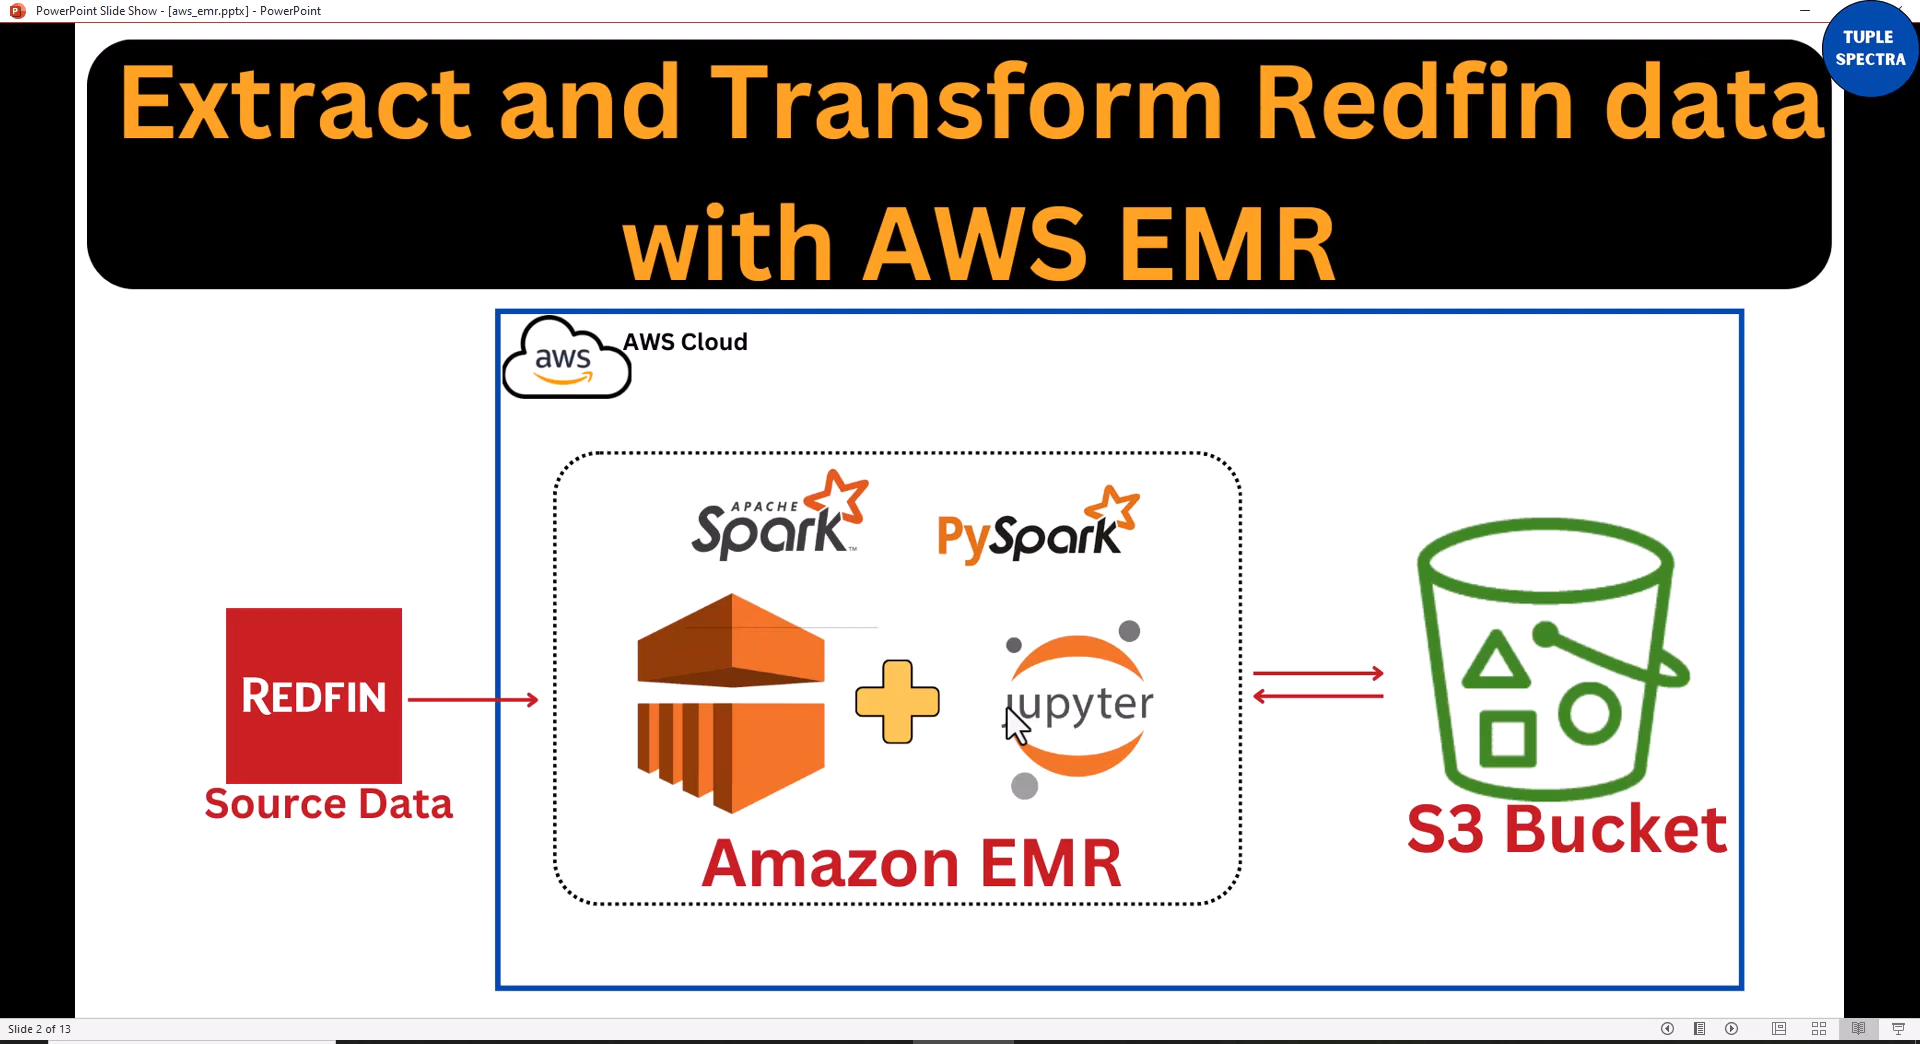 PowerPoint Slide Show - [aws_emr.pptx] - PowerPoint
TUPLE
SPECTRA
Extract and Transform Redfin data
with AWS EMR
aws
AWS Cloud
APACHE
Spark™
PySpark
REDFIN
jupyter
Source Data
Amazon EMR
S3 Bucket
Slide 2 of 13